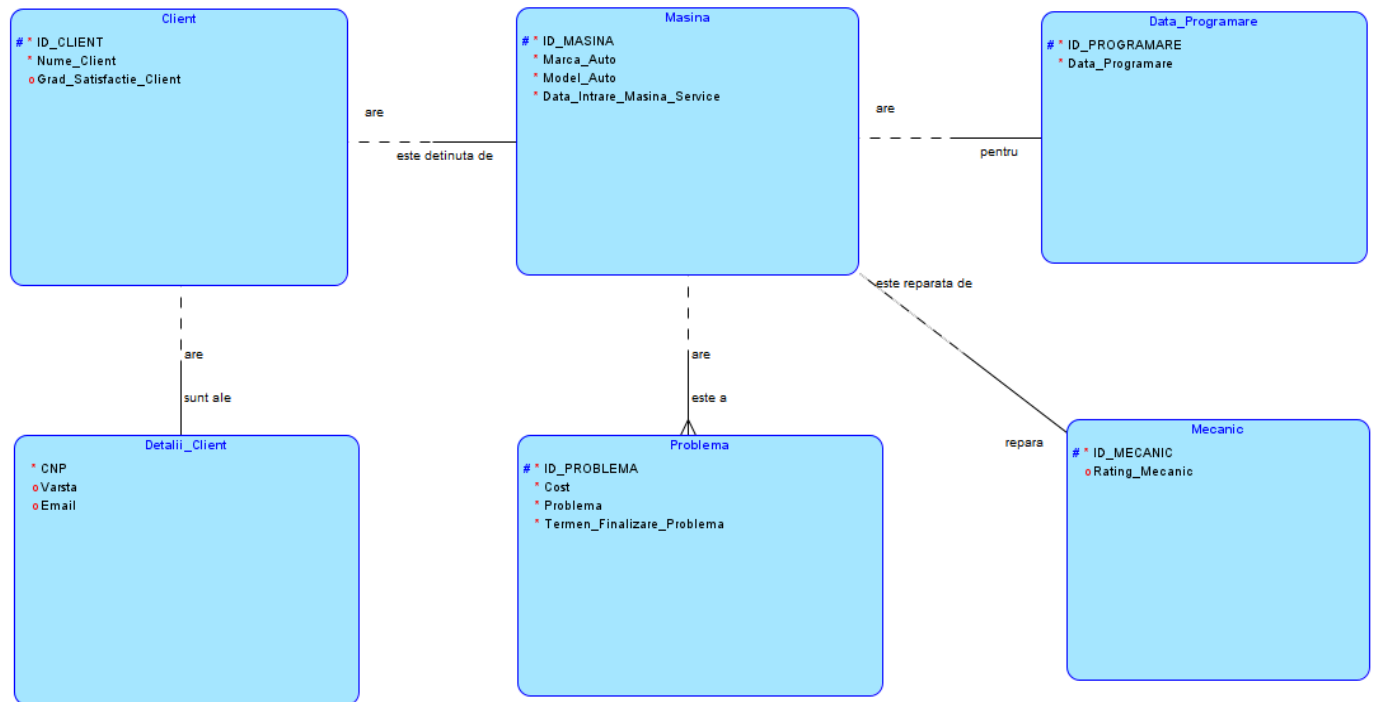 Client
# * ID_CLIENT
* Nume_Client
o Grad_Satisfactie_Client
Masina
# * ID_MASINA
* Marca_Auto
* Model_Auto
* Data_Intrare_Masina_Service
Data_Programare
# * ID_PROGRAMARE
* Data_Programare
are
este detinuta de
are
pentru
este reparata de
repara
are
sunt ale
are
este a
Detalii_Client
* CNP
o Varsta
o Email
Problema
# * ID_PROBLEMA
* Cost
* Problema
* Termen_Finalizare_Problema
Mecanic
# * ID_MECANIC
o Rating_Mecanic